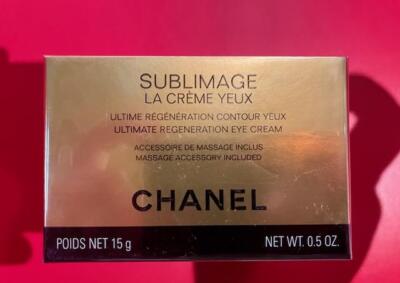 SUBLIMAGE
LA CRÈME YEUX
ULTIME RÉGÉNÉRATION CONTOUR YEUX
ULTIMATE REGENERATION EYE CREAM
ACCESSOIRE DE MASSAGE INCLUS
MASSAGE ACCESSORY INCLUDED
CHANEL
POIDS NET 15 g NET WT. 0.5 OZ.